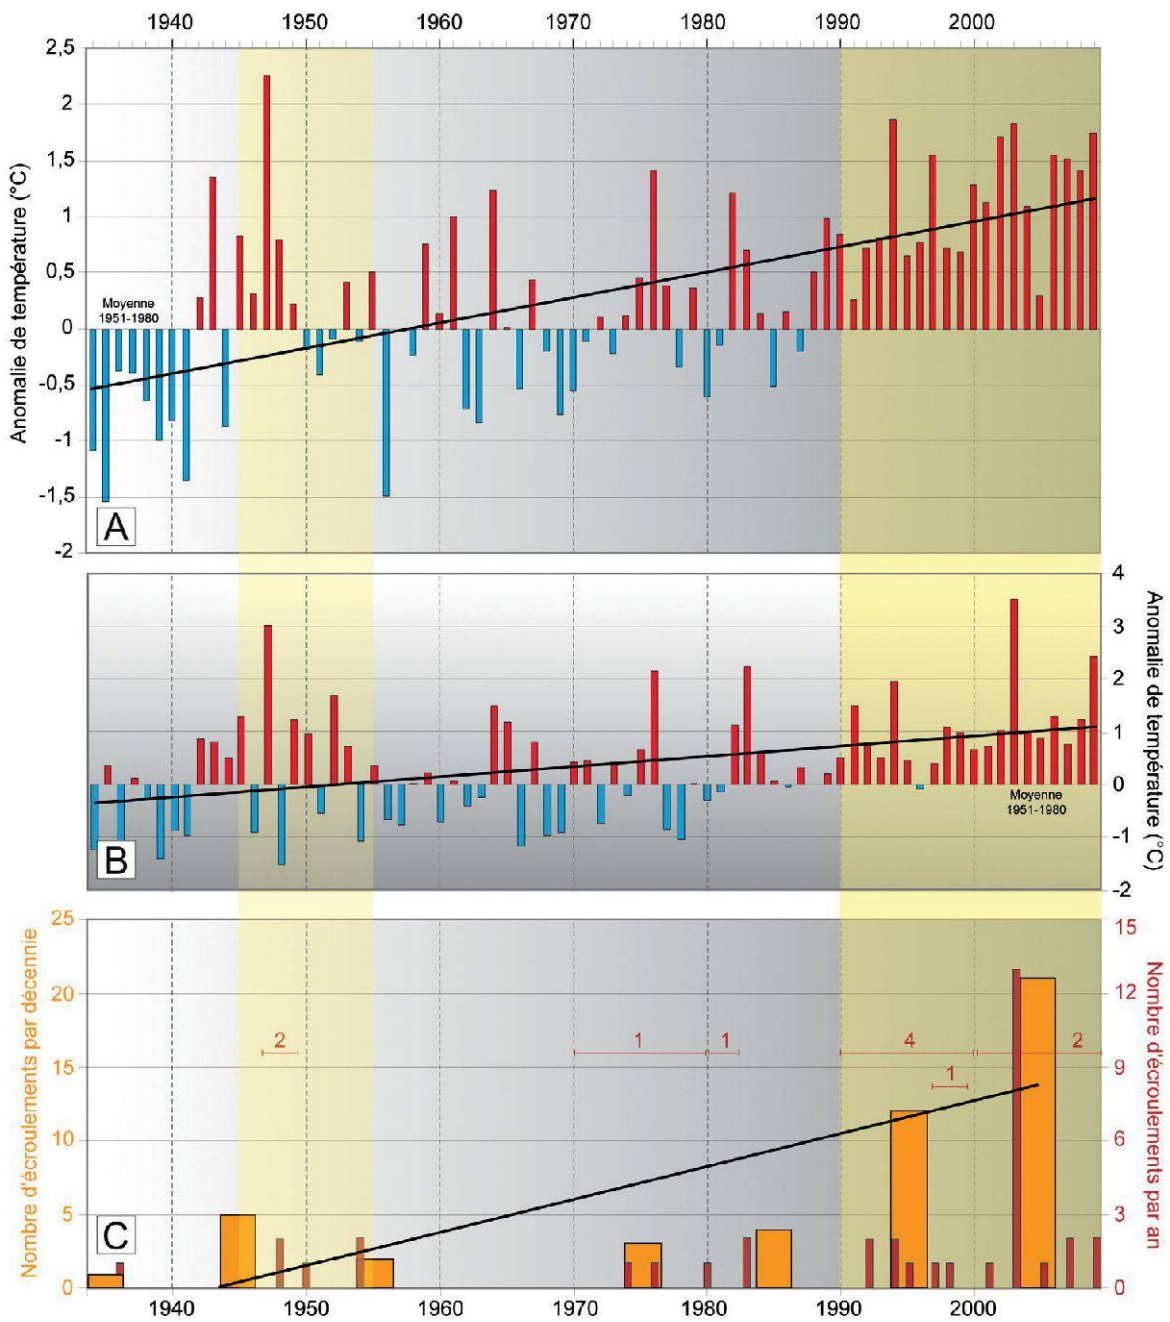 1940 1950 1960 1970 1980 1990 2000
Anomalie de température (°C)
2,5
2
1,5
1
0,5
0
-0,5
-1
-1,5
-2
Moyenne
1951-1980
A
Anomalie de température (°C)
4
3
2
1
0
-1
-2
Moyenne
1951-1980
B
Nombre d'écroulements par décennie
25
20
15
10
5
0
Nombre d'écroulements par an
15
12
9
6
3
0
2 1 1 4 2
1
C
1940 1950 1960 1970 1980 1990 2000